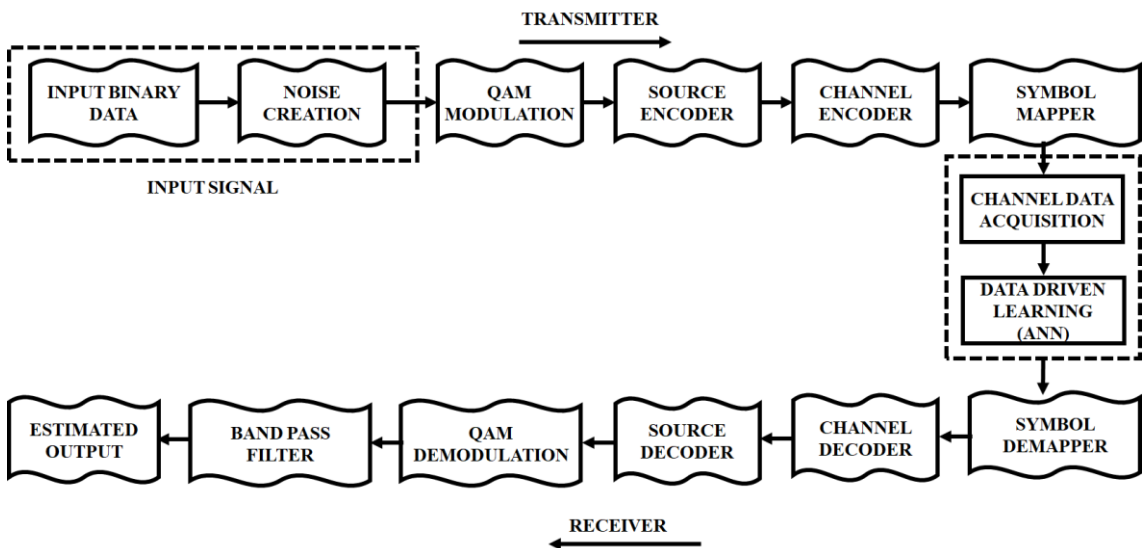 TRANSMITTER
INPUT BINARY
DATA
NOISE
CREATION
QAM
MODULATION
SOURCE
ENCODER
CHANNEL
ENCODER
SYMBOL
MAPPER
INPUT SIGNAL
CHANNEL DATA
ACQUISITION
DATA DRIVEN
LEARNING
(ANN)
ESTIMATED
OUTPUT
BAND PASS
FILTER
QAM
DEMODULATION
SOURCE
DECODER
CHANNEL
DECODER
SYMBOL
DEMAPPER
RECEIVER